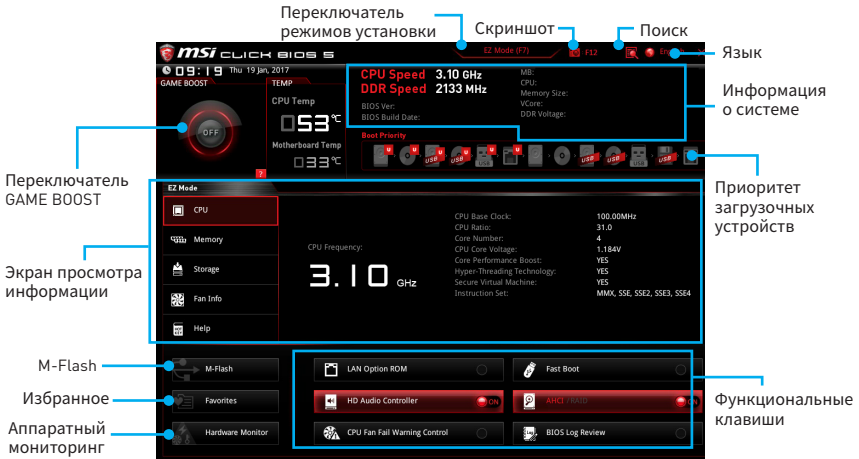 Переключатель
режимов установки
Скриншот
Поиск
Язык
Информация
о системе
Приоритет
загрузочных
устройств
Функциональные
клавиши
Переключатель
GAME BOOST
Экран просмотра
информации
M-Flash
Избранное
Аппаратный
мониторинг
msi CLICK BIOS 5
EZ Mode (F7)
F12
09:19 Thu 19 Jan, 2017
GAME BOOST
OFF
TEMP
CPU Temp
53°C
Motherboard Temp
33°C
?
CPU Speed 3.10 GHz
DDR Speed 2133 MHz
BIOS Ver:
BIOS Build Date:
MB:
CPU:
Memory Size:
VCore:
DDR Voltage:
Boot Priority
U U USB U USB U USB U U USB USB USB USB
EZ Mode
CPU
Memory
Storage
Fan Info
Help
CPU Frequency:
3.10 GHz
CPU Base Clock: 100.00MHz
CPU Ratio: 31.0
Core Number: 4
CPU Core Voltage: 1.184V
Core Performance Boost: YES
Hyper-Threading Technology: YES
Secure Virtual Machine: YES
Instruction Set: MMX, SSE, SSE2, SSE3, SSE4
M-Flash
Favorites
Hardware Monitor
LAN Option ROM
Fast Boot
HD Audio Controller ON
AHCI /RAID ON
CPU Fan Fail Warning Control
BIOS Log Review